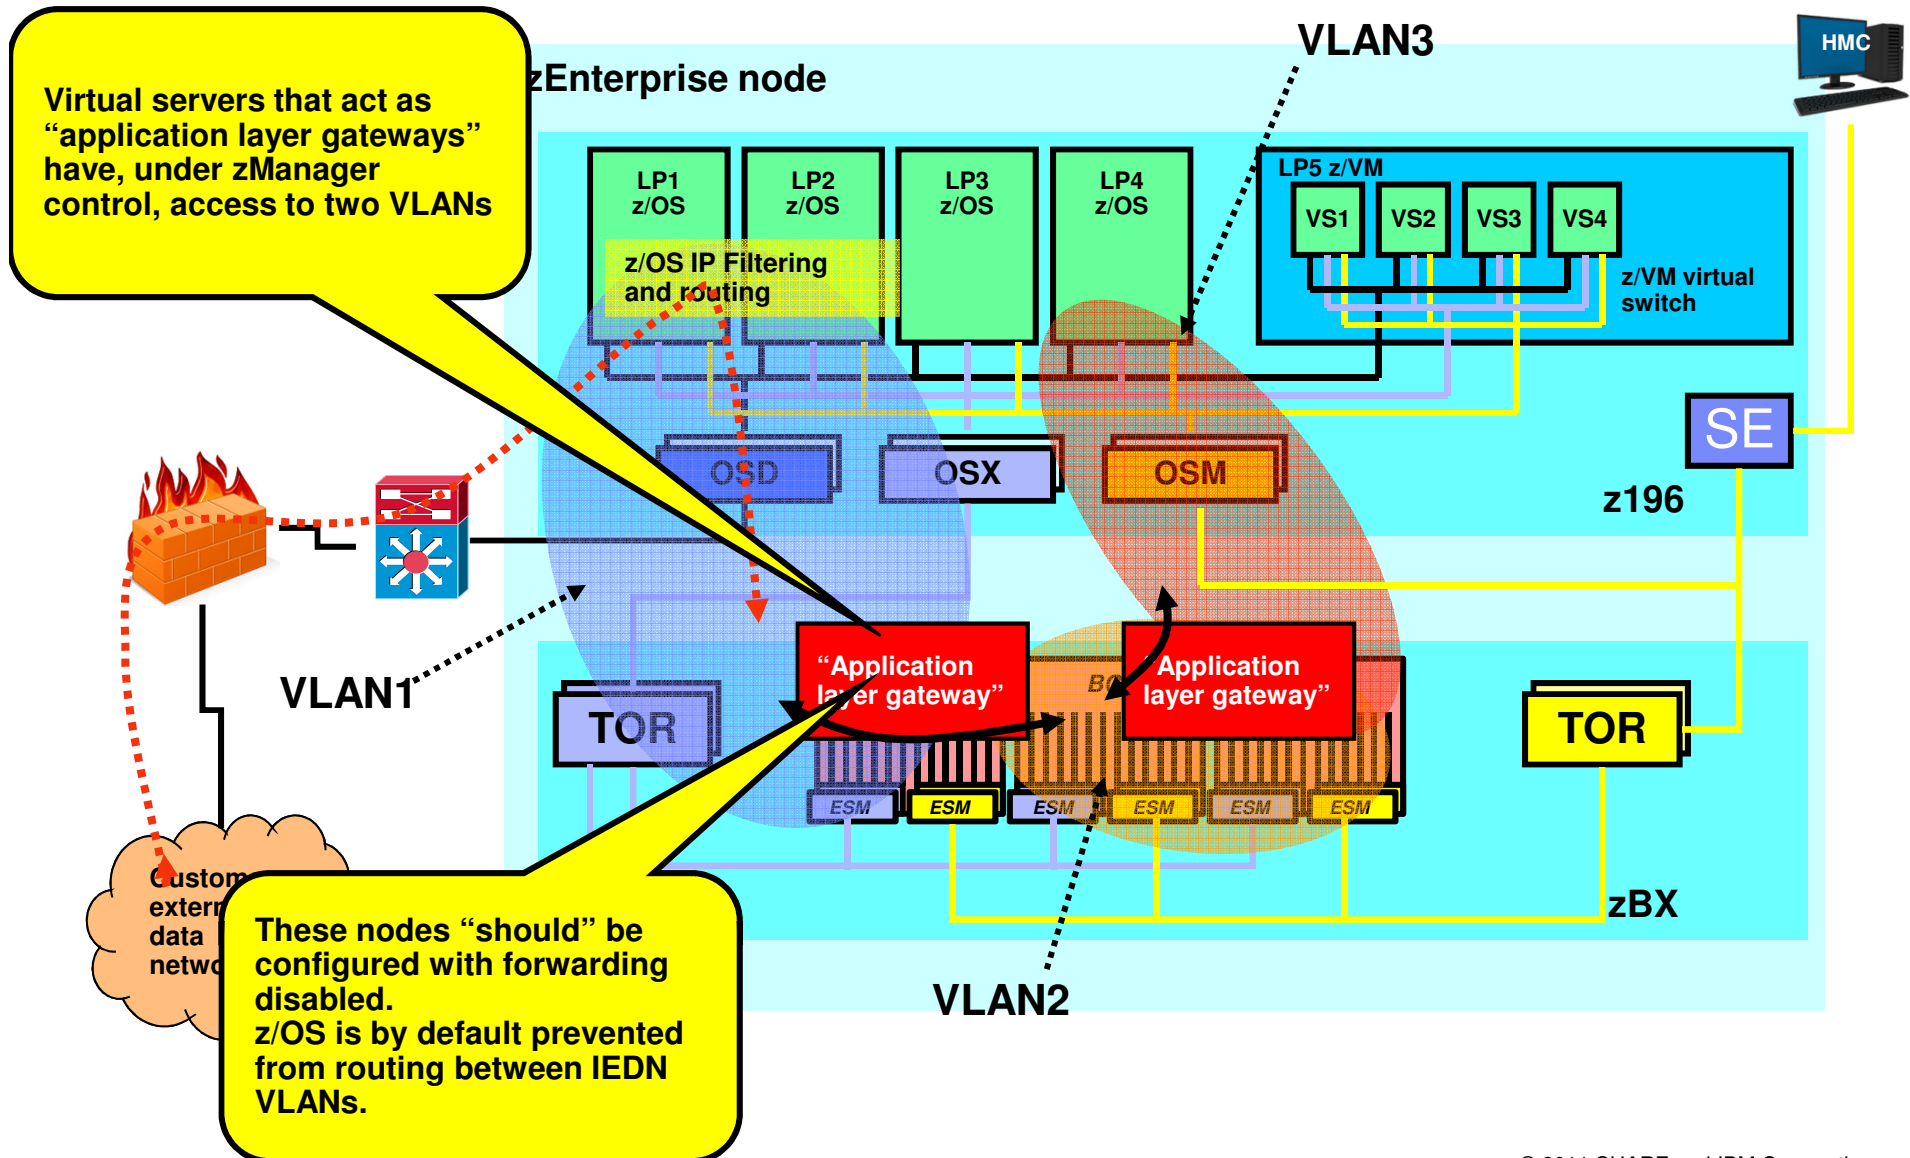 VLAN3
HMC
zEnterprise node
Virtual servers that act as
“application layer gateways”
have, under zManager
control, access to two VLANs
LP1
z/OS
LP2
z/OS
LP3
z/OS
LP4
z/OS
LP5 z/VM
VS1
VS2
VS3
VS4
z/VM virtual
switch
z/OS IP Filtering
and routing
SE
OSD
OSX
OSM
z196
VLAN1
“Application
layer gateway”
“Application
layer gateway”
TOR
TOR
ESM
ESM
ESM
ESM
ESM
ESM
zBX
data
VLAN2
These nodes “should” be
configured with forwarding
disabled.
z/OS is by default prevented
from routing between IEDN
VLANs.